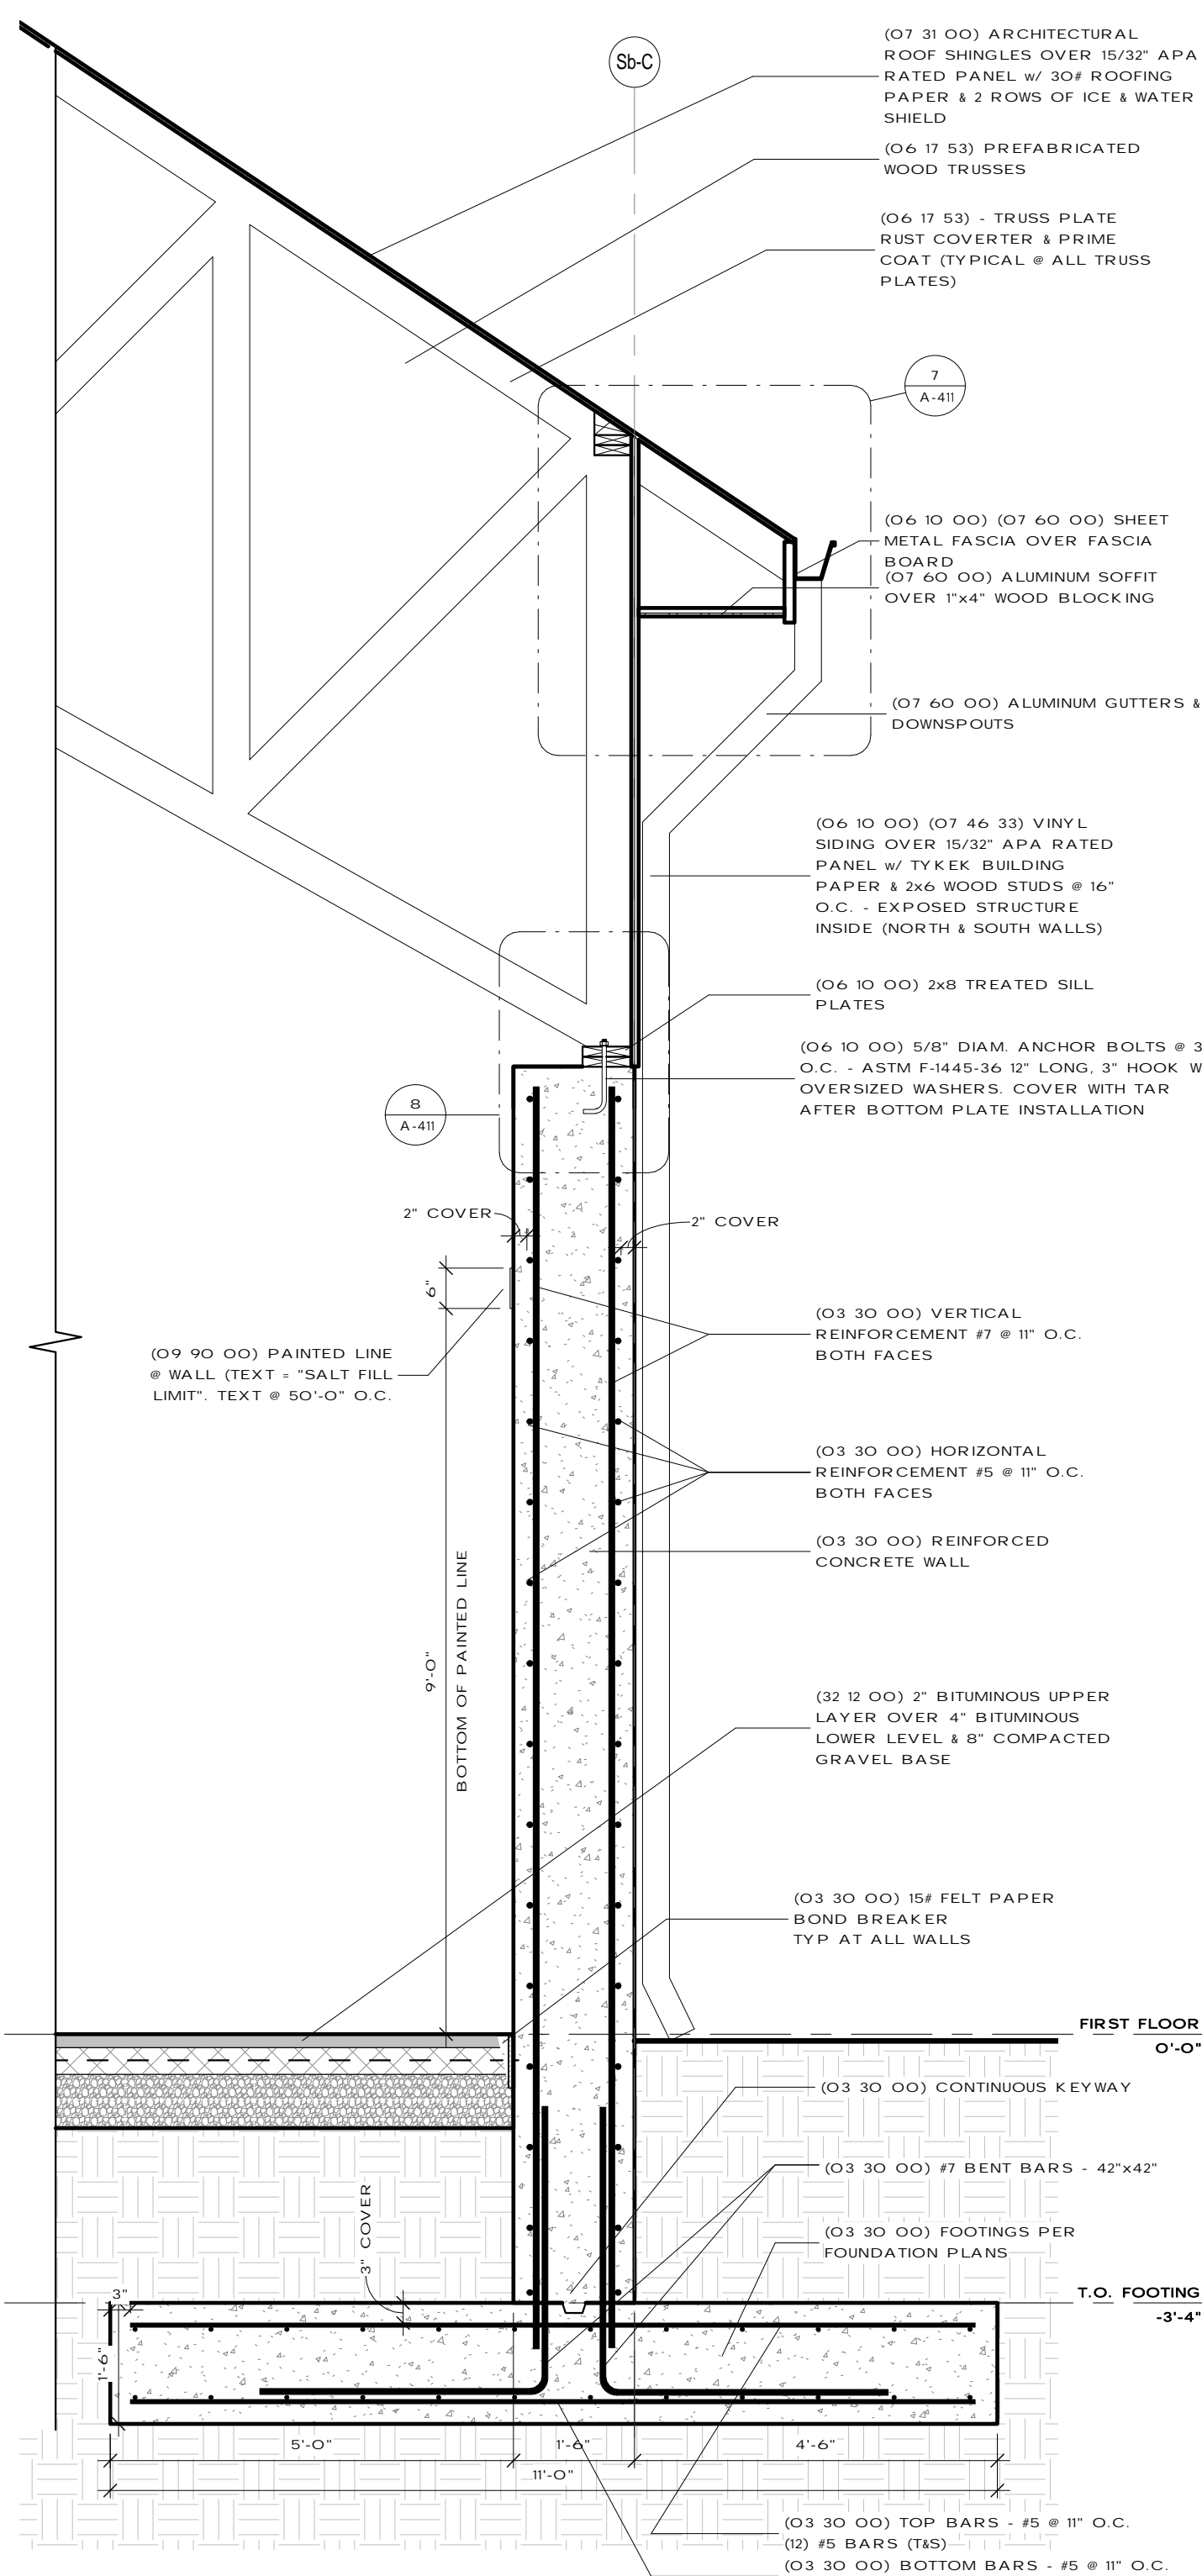 (06 17 53) PREFABRICATED
WOOD TRUSSES
(07 31 00) ARCHITECTURAL
ROOF SHINGLES OVER 15/32" APA
RATED PANEL w/ 30# ROOFING
PAPER & 2 ROWS OF ICE & WATER
SHIELD
Sb-C
(06 17 53) - TRUSS PLATE
RUST COVERTER & PRIME
COAT (TYPICAL @ ALL TRUSS
PLATES)
7
A-411
(06 10 00) (07 60 00) SHEET
METAL FASCIA OVER FASCIA
BOARD
(07 60 00) ALUMINUM SOFFIT
OVER 1"x4" WOOD BLOCKING
(07 60 00) ALUMINUM GUTTERS &
DOWNSPOUTS
(06 10 00) (07 46 33) VINYL
SIDING OVER 15/32" APA RATED
PANEL w/ TYKEK BUILDING
PAPER & 2x6 WOOD STUDS @ 16"
O.C. - EXPOSED STRUCTURE
INSIDE (NORTH & SOUTH WALLS)
(06 10 00) 2x8 TREATED SILL
PLATES
(06 10 00) 5/8" DIAM. ANCHOR BOLTS @ 3
O.C. - ASTM F-1445-36 12" LONG, 3" HOOK W
OVERSIZED WASHERS. COVER WITH TAR
AFTER BOTTOM PLATE INSTALLATION
8
A-411
2" COVER
2" COVER
6"
(09 90 00) PAINTED LINE
@ WALL (TEXT = "SALT FILL
LIMIT". TEXT @ 50'-0" O.C.
(03 30 00) VERTICAL
REINFORCEMENT #7 @ 11" O.C.
BOTH FACES
(03 30 00) HORIZONTAL
REINFORCEMENT #5 @ 11" O.C.
BOTH FACES
(03 30 00) REINFORCED
CONCRETE WALL
9'-0"
BOTTOM OF PAINTED LINE
(32 12 00) 2" BITUMINOUS UPPER
LAYER OVER 4" BITUMINOUS
LOWER LEVEL & 8" COMPACTED
GRAVEL BASE
(03 30 00) 15# FELT PAPER
BOND BREAKER
TYP AT ALL WALLS
FIRST FLOOR
0'-0"
(03 30 00) CONTINUOUS KEYWAY
(03 30 00) #7 BENT BARS - 42"x42"
(03 30 00) FOOTINGS PER
FOUNDATION PLANS
3" COVER
3"
T.O. FOOTING
-3'-4"
1'-6"
5'-0"
1'-6"
4'-6"
11'-0"
(03 30 00) TOP BARS - #5 @ 11" O.C.
(12) #5 BARS (T&S)
(03 30 00) BOTTOM BARS - #5 @ 11" O.C.